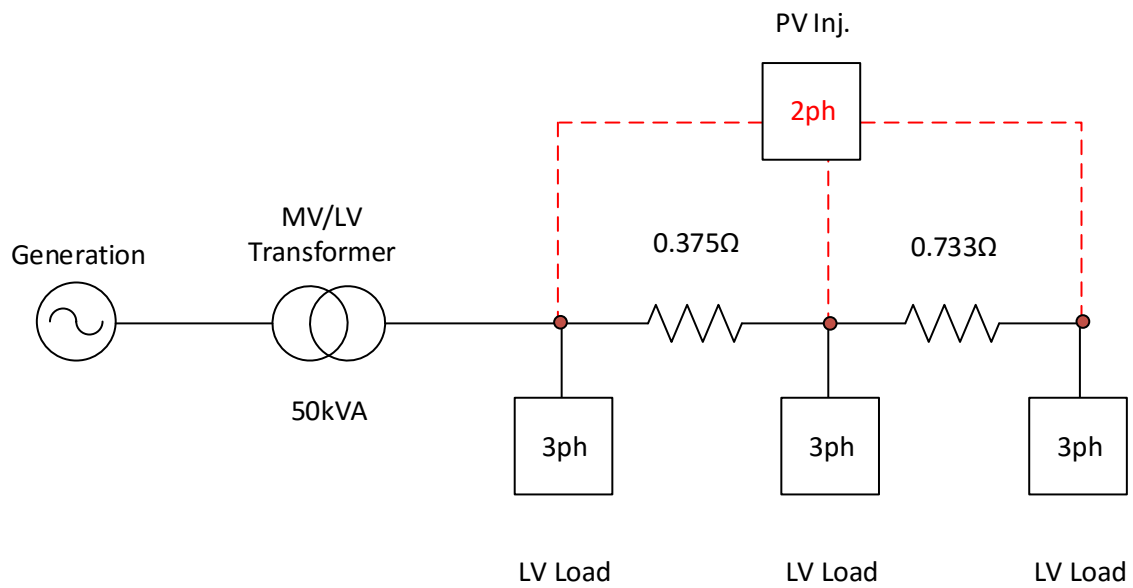 PV Inj.
2ph
MV/LV
Transformer
Generation
0.375Ω
0.733Ω
50kVA
3ph
3ph
3ph
LV Load
LV Load
LV Load